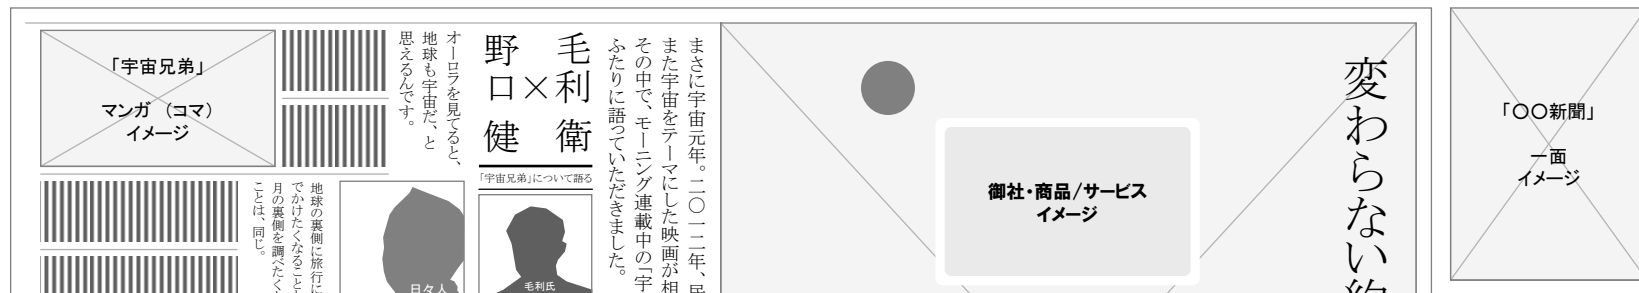 「宇宙兄弟」
マンガ（コマ）
イメージ
オーロラを見てると、
地球も宇宙だ、と
思えるんです。
毛利 衛
×
野口 健
「宇宙兄弟」について語る
まさに宇宙元年。二〇一二年、民
また宇宙をテーマにした映画が相
その中で、モーニング連載中の「宇
ふたりに語っていただきました。
地球の裏側に旅行に
でかけたくなること
月の裏側を調べたく
ことは、同じ。
日々人
毛利氏
変わらない
御社・商品/サービス
イメージ
「〇〇新聞」
一面
イメージ